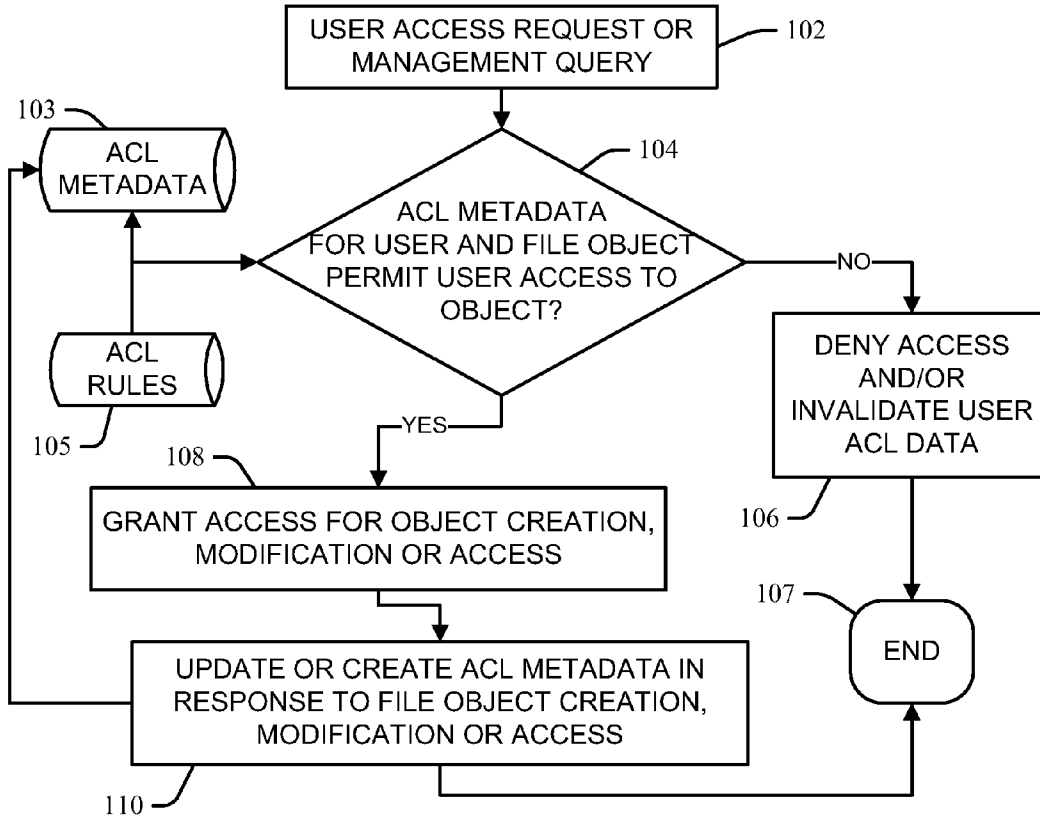 USER ACCESS REQUEST OR
MANAGEMENT QUERY
102
103
ACL
METADATA
104
ACL METADATA
FOR USER AND FILE OBJECT
PERMIT USER ACCESS TO
OBJECT?
NO
ACL
RULES
105
DENY ACCESS
AND/OR
INVALIDATE USER
ACL DATA
106
YES
108
GRANT ACCESS FOR OBJECT CREATION,
MODIFICATION OR ACCESS
107
END
UPDATE OR CREATE ACL METADATA IN
RESPONSE TO FILE OBJECT CREATION,
MODIFICATION OR ACCESS
110